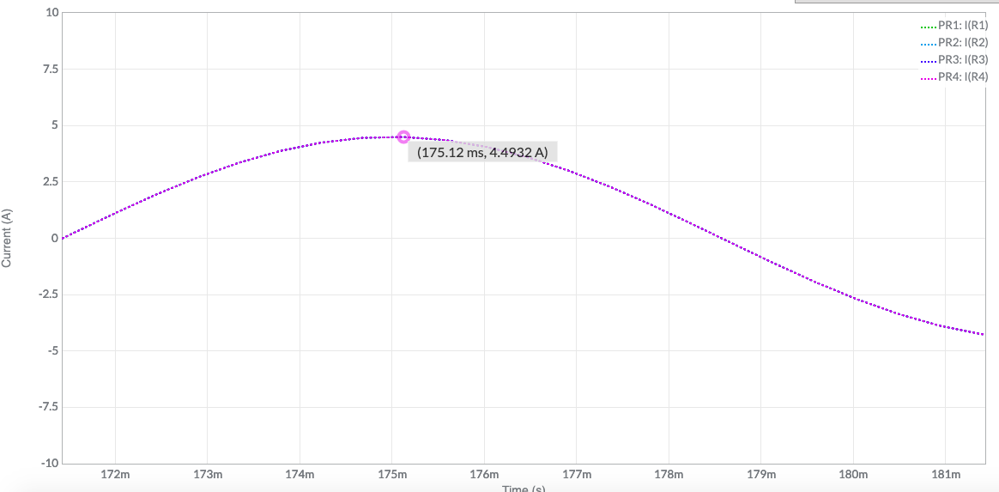 10
7.5
5
2.5
0
-2.5
-5
-7.5
-10
Current (A)
PR1: I(R1)
PR2: I(R2)
PR3: I(R3)
PR4: I(R4)
(175.12 ms, 4.4932 A)
172m 173m 174m 175m 176m 177m 178m 179m 180m 181m
Time (s)